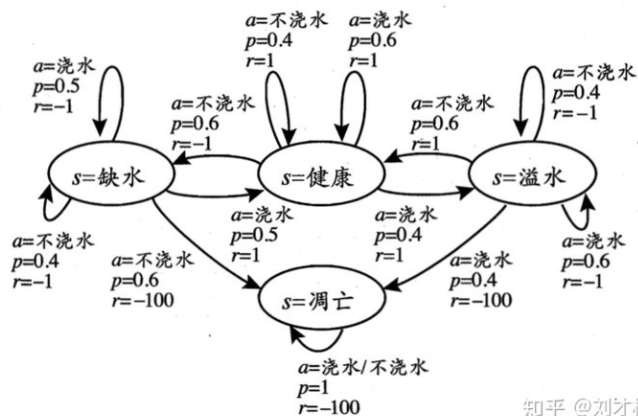 a=不浇水
p=0.4
r=1
a=浇水
p=0.6
r=1
a=浇水
p=0.5
r=-1
a=不浇水
p=0.4
r=-1
a=不浇水
p=0.6
r=-1
a=不浇水
p=0.6
r=1
s=缺水
s=健康
s=溢水
a=不浇水
p=0.4
r=-1
a=不浇水
p=0.6
r=-100
a=浇水
p=0.5
r=1
a=浇水
p=0.4
r=1
a=浇水
p=0.4
r=-100
a=浇水
p=0.6
r=-1
s=凋亡
a=浇水/不浇水
p=1
r=-100
知乎 @刘才